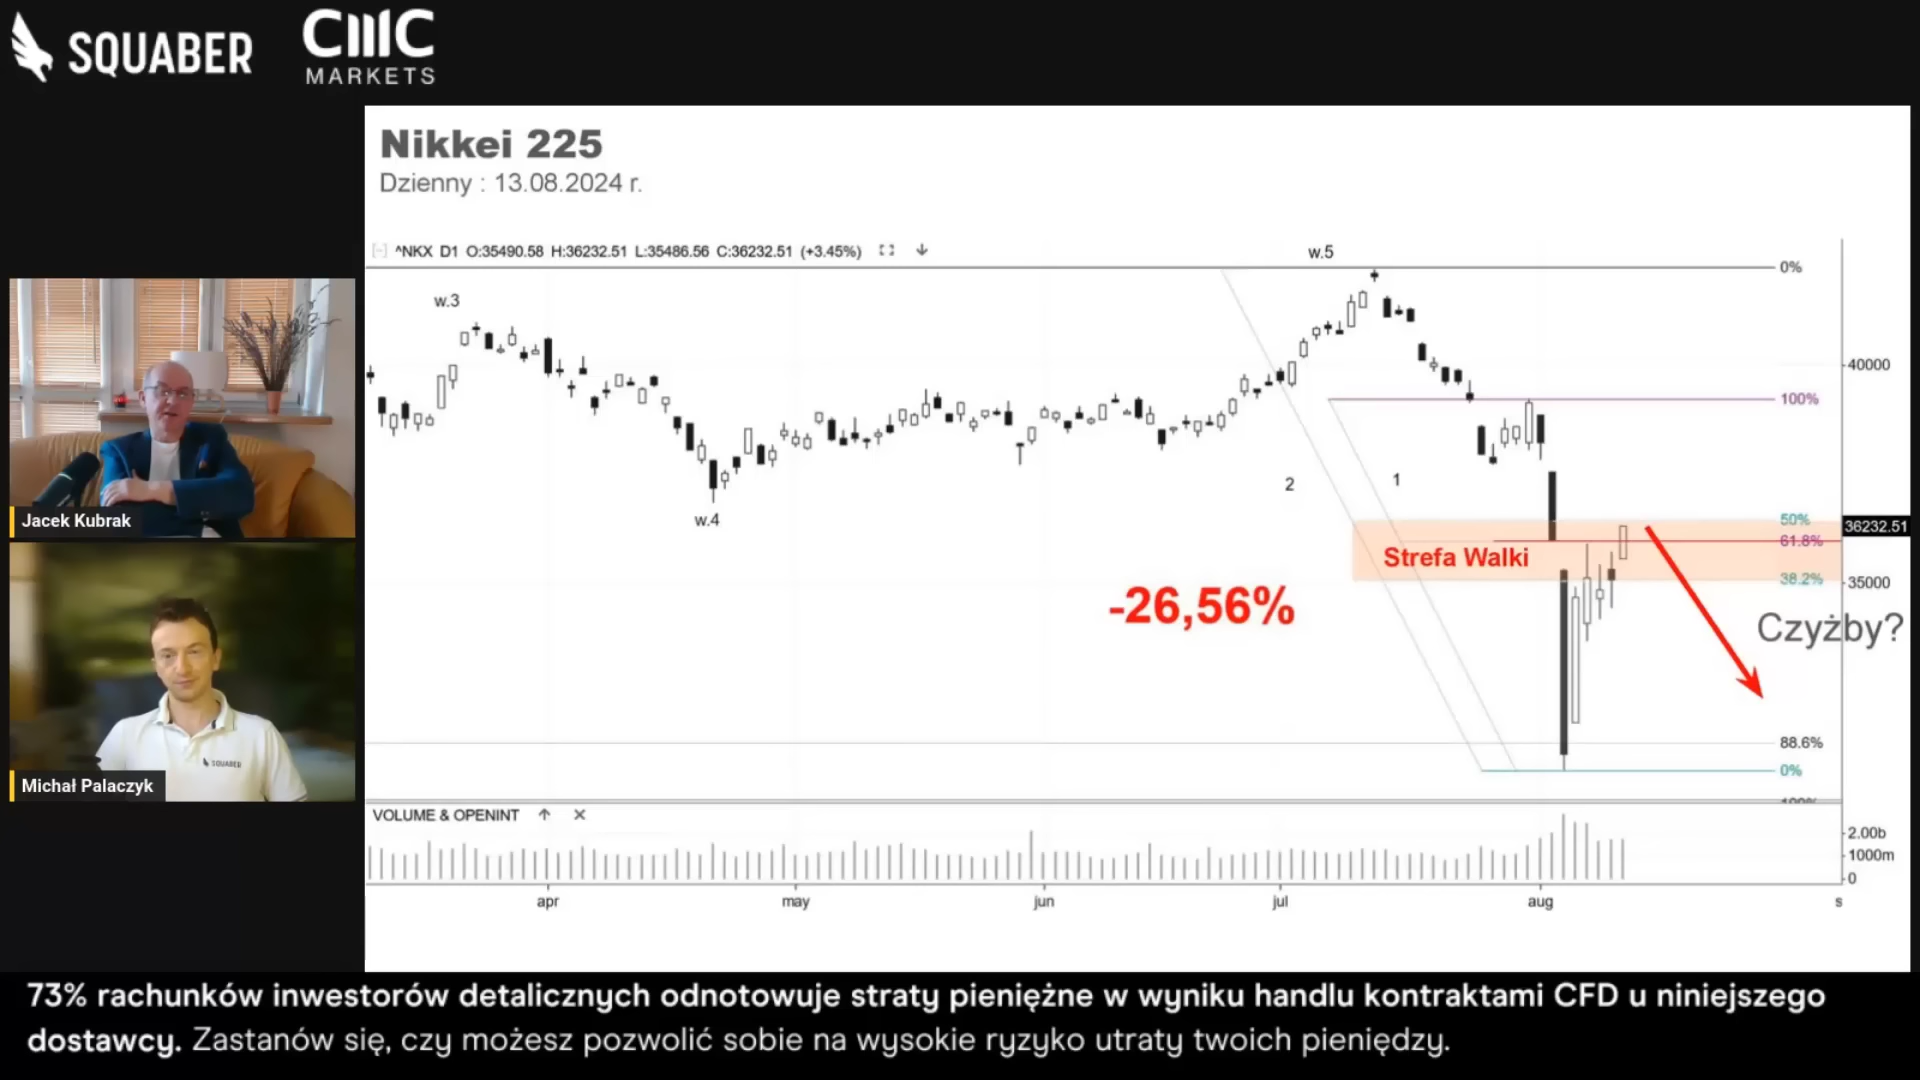 SQUABER
CMC
MARKETS
Nikkei 225
Dzienny : 13.08.2024 r.
^NKX D1 O:35490.58 H:36232.51 L:35486.56 C:36232.51 (+3.45%)
w.5
0%
w.3
40000
100%
2
1
w.4
50%
36232.51
61.8%
Strefa Walki
38.2%
35000
-26,56%
Czyżby?
88.6%
0%
100%
VOLUME & OPENINT
2.00b
1000m
0
apr
may
jun
jul
aug
s
Jacek Kubrak
SQUABER
Michał Palaczyk
73% rachunków inwestorów detalicznych odnotowuje straty pieniężne w wyniku handlu kontraktami CFD u niniejszego
dostawcy. Zastanów się, czy możesz pozwolić sobie na wysokie ryzyko utraty twoich pieniędzy.